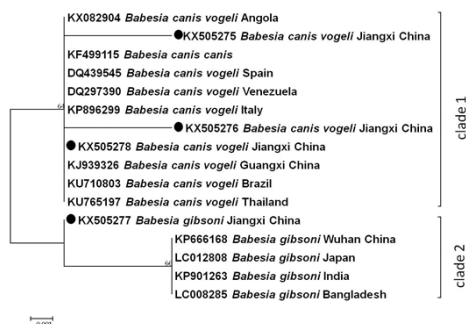 KX082904 Babesia canis vogeli Angola
KX505275 Babesia canis vogeli Jiangxi China
KF499115 Babesia canis canis
DQ439545 Babesia canis vogeli Spain
DQ297390 Babesia canis vogeli Venezuela
KP896299 Babesia canis vogeli Italy
KX505276 Babesia canis vogeli Jiangxi China
KX505278 Babesia canis vogeli Jiangxi China
KJ939326 Babesia canis vogeli Guangxi China
KU710803 Babesia canis vogeli Brazil
KU765197 Babesia canis vogeli Thailand
clade 1
KX505277 Babesia gibsoni Jiangxi China
KP666168 Babesia gibsoni Wuhan China
LC012808 Babesia gibsoni Japan
KP901263 Babesia gibsoni India
LC008285 Babesia gibsoni Bangladesh
clade 2